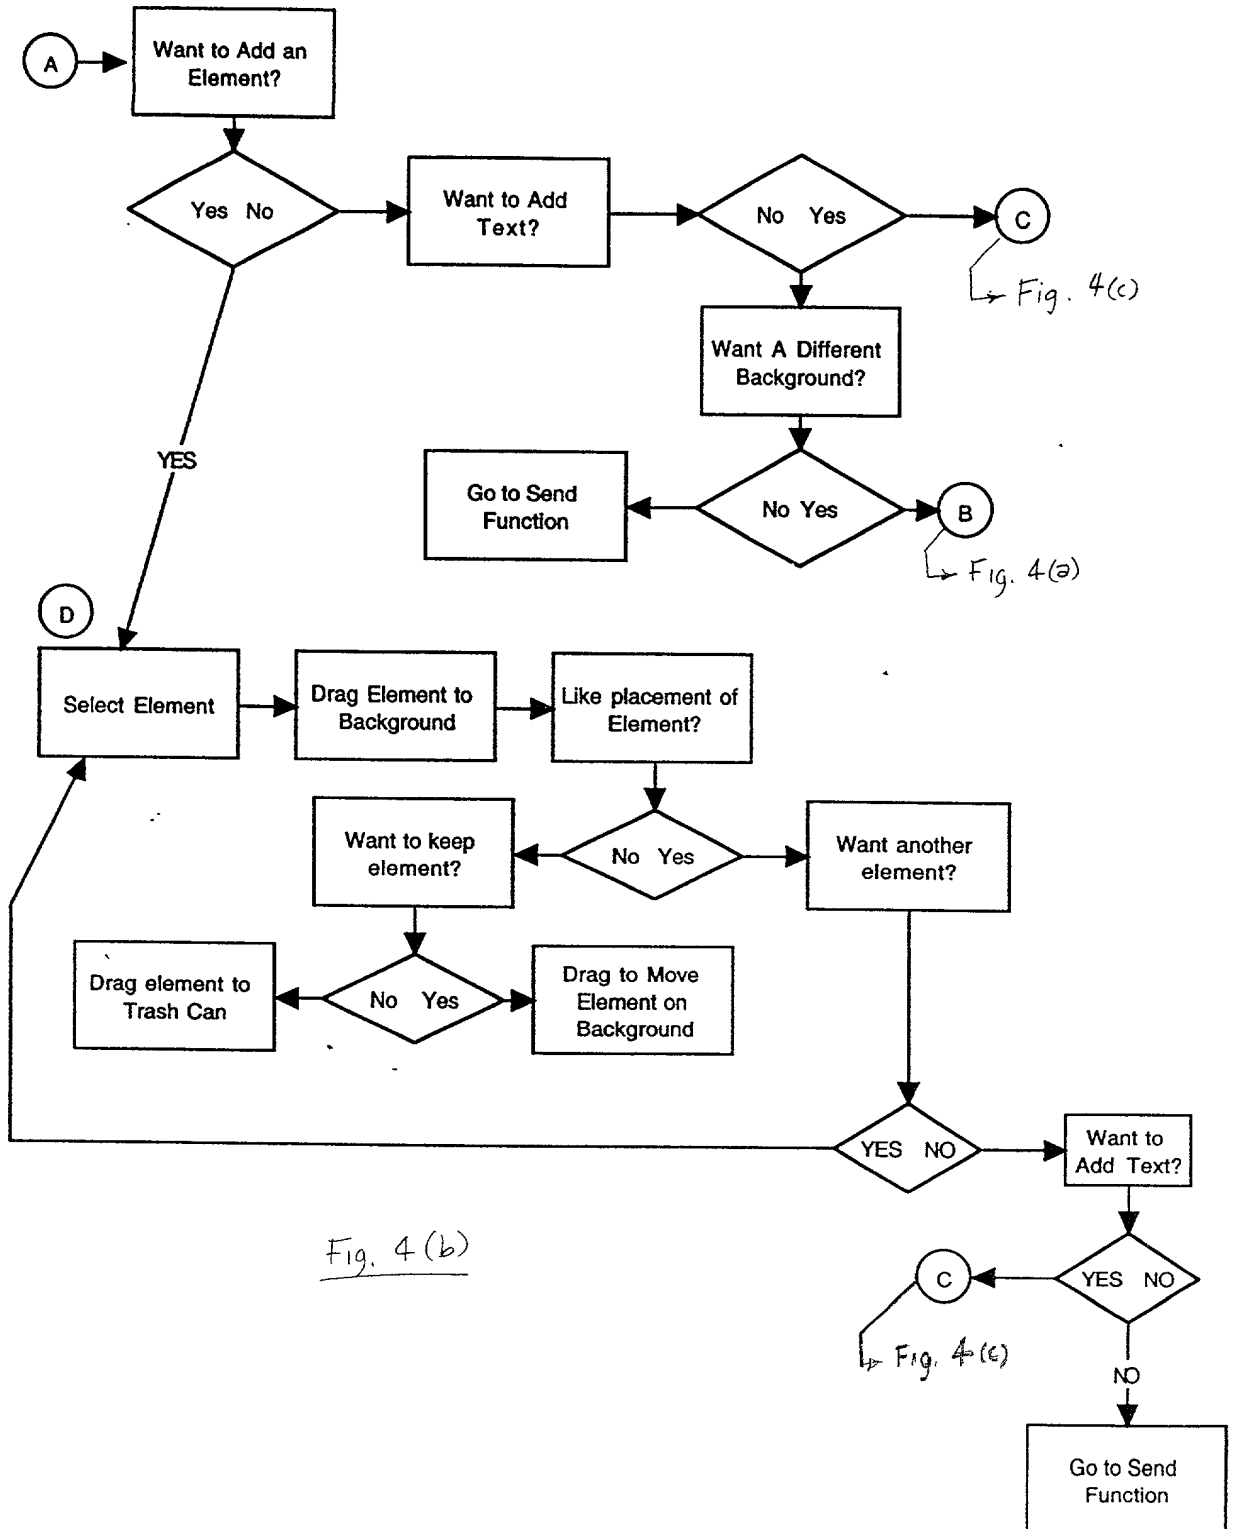 A
Want to Add an
Element?
Yes No
Want to Add
Text?
No Yes
C
Fig. 4(c)
Want A Different
Background?
Go to Send
Function
No Yes
B
Fig. 4(a)
YES
D
Select Element
Drag Element to
Background
Like placement of
Element?
Want to keep
element?
No Yes
Want another
element?
Drag element to
Trash Can
No Yes
Drag to Move
Element on
Background
YES NO
Want to
Add Text?
Fig. 4(b)
C
YES NO
Fig. 4(c)
NO
Go to Send
Function